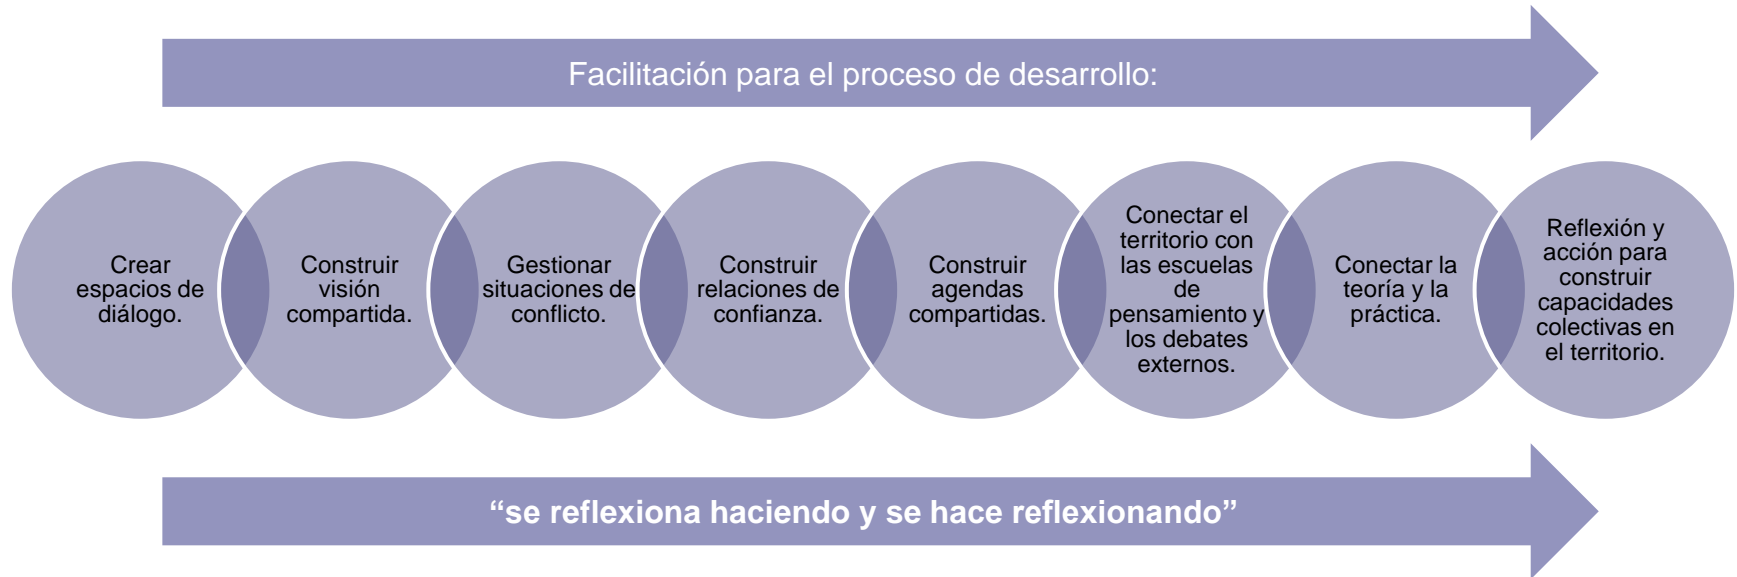 Facilitación para el proceso de desarrollo:
Crear
espacios de
diálogo.
Construir
visión
compartida.
Gestionar
situaciones de
conflicto.
Construir
relaciones de
confianza.
Construir
agendas
compartidas.
Conectar el
territorio con
las escuelas
de
pensamiento y
los debates
externos.
Conectar la
teoría y la
práctica.
Reflexión y
acción para
construir
capacidades
colectivas en
el territorio.
“se reflexiona haciendo y se hace reflexionando”